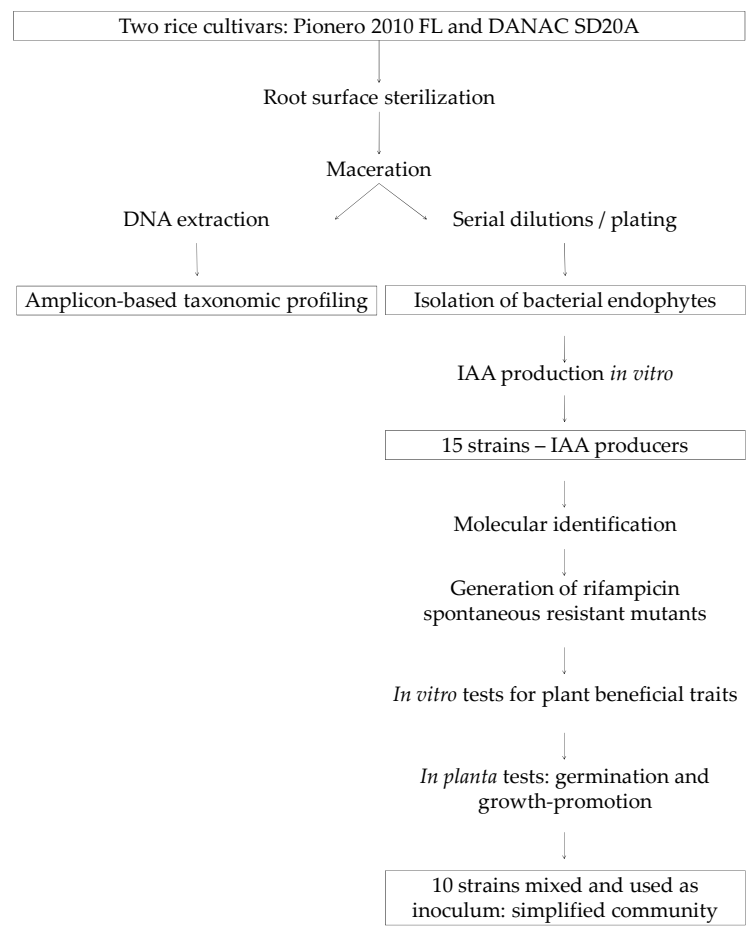 Two rice cultivars: Pionero 2010 FL and DANAC SD20A
Root surface sterilization
Maceration
DNA extraction
Serial dilutions / plating
Amplicon-based taxonomic profiling
Isolation of bacterial endophytes
IAA production in vitro
15 strains – IAA producers
Molecular identification
Generation of rifampicin
spontaneous resistant mutants
In vitro tests for plant beneficial traits
In planta tests: germination and
growth-promotion
10 strains mixed and used as
inoculum: simplified community